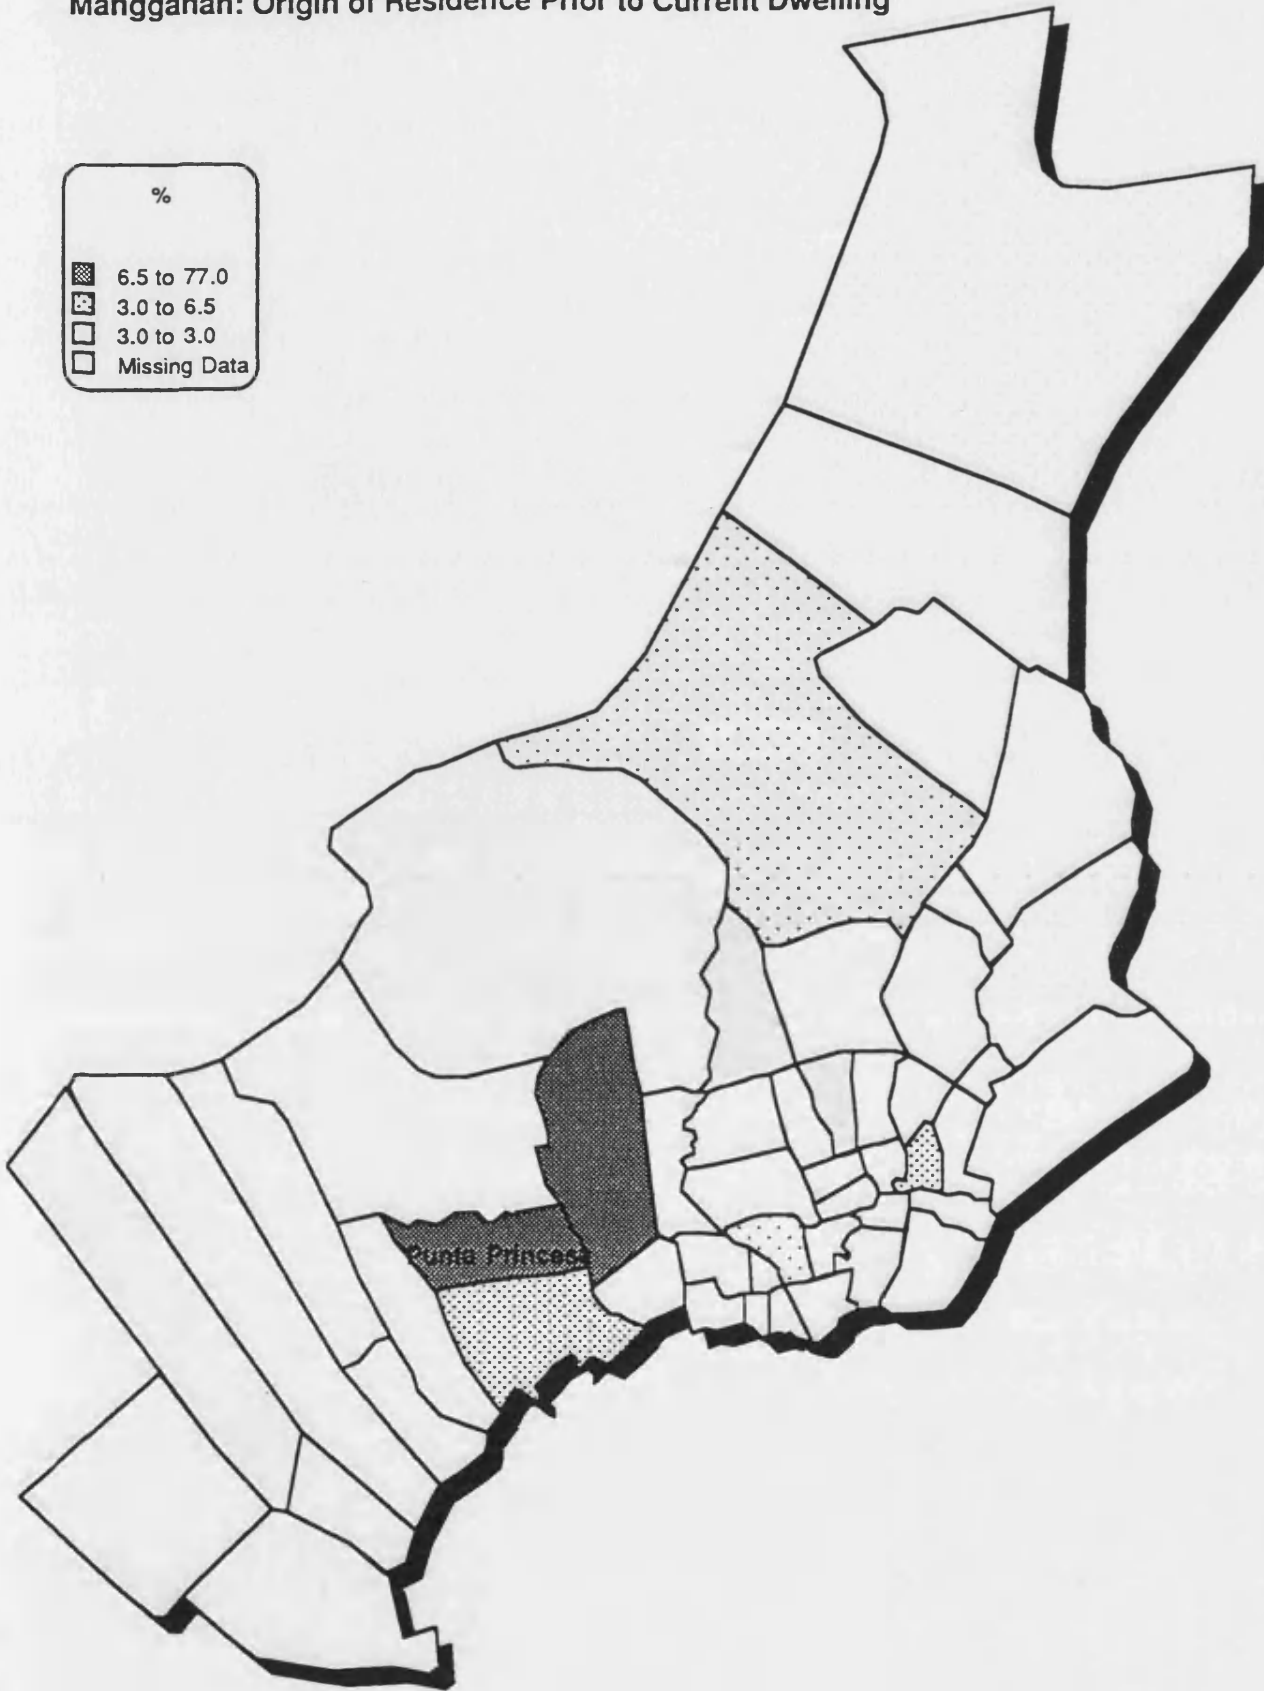 Mangganan: Origin of Residence Prior to Current Dwelling
%
6.5 to 77.0
3.0 to 6.5
3.0 to 3.0
Missing Data
Punta Princesa